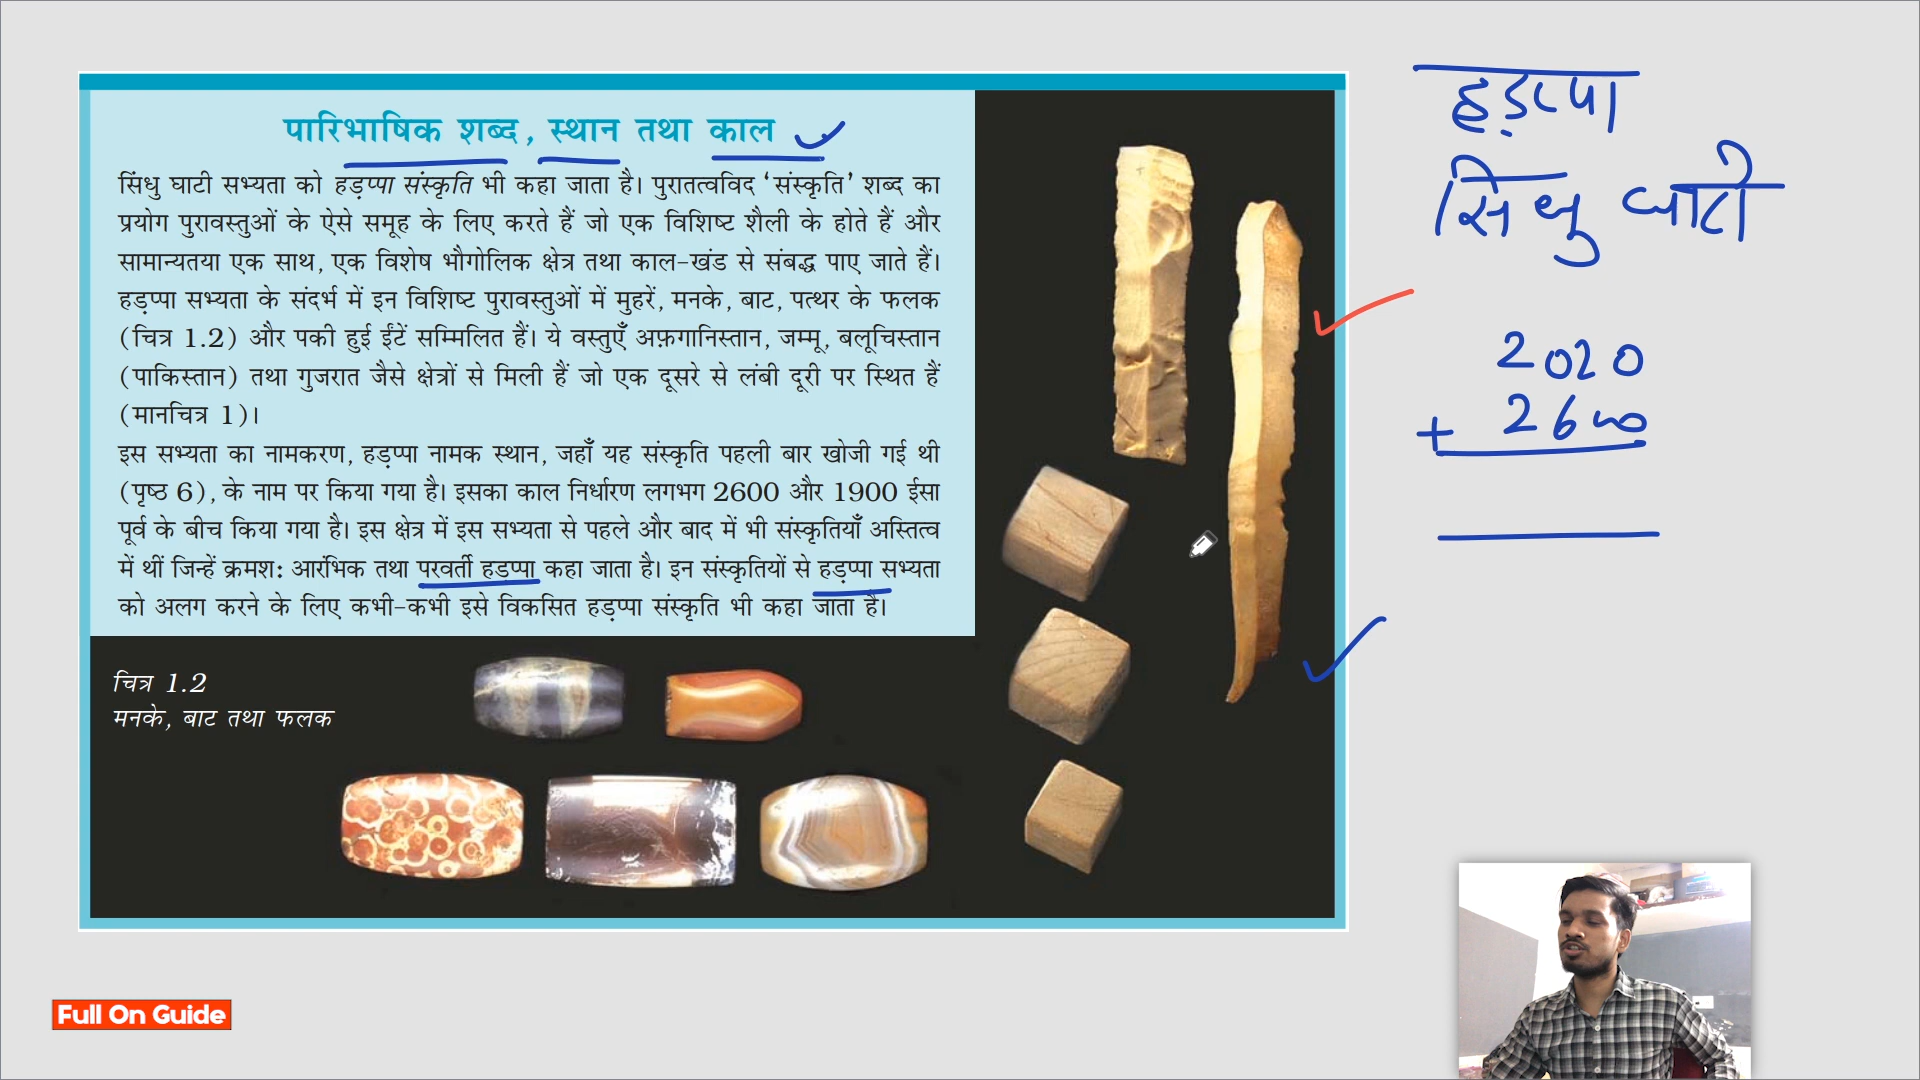 पारिभाषिक शब्द, स्थान तथा काल
सिंधु घाटी सभ्यता को हड़प्पा संस्कृति भी कहा जाता है। पुरातत्वविद 'संस्कृति' शब्द का
प्रयोग पुरावस्तुओं के ऐसे समूह के लिए करते हैं जो एक विशिष्ट शैली के होते हैं और
सामान्यतया एक साथ, एक विशेष भौगोलिक क्षेत्र तथा काल-खंड से संबद्ध पाए जाते हैं।
हड़प्पा सभ्यता के संदर्भ में इन विशिष्ट पुरावस्तुओं में मुहरें, मनके, बाट, पत्थर के फलक
(चित्र 1.2) और पकी हुई ईंटें सम्मिलित हैं। ये वस्तुएँ अफ़गानिस्तान, जम्मू, बलूचिस्तान
(पाकिस्तान) तथा गुजरात जैसे क्षेत्रों से मिली हैं जो एक दूसरे से लंबी दूरी पर स्थित हैं
(मानचित्र 1)।
इस सभ्यता का नामकरण, हड़प्पा नामक स्थान, जहाँ यह संस्कृति पहली बार खोजी गई थी
(पृष्ठ 6), के नाम पर किया गया है। इसका काल निर्धारण लगभग 2600 और 1900 ईसा
पूर्व के बीच किया गया है। इस क्षेत्र में इस सभ्यता से पहले और बाद में भी संस्कृतियाँ अस्तित्व
में थीं जिन्हें क्रमश: आरंभिक तथा परवर्ती हड़प्पा कहा जाता है। इन संस्कृतियों से हड़प्पा सभ्यता
को अलग करने के लिए कभी-कभी इसे विकसित हड़प्पा संस्कृति भी कहा जाता है।
चित्र 1.2
मनके, बाट तथा फलक
हड़प्पा
सिंधु घाटी
2020
+ 2600
Full On Guide